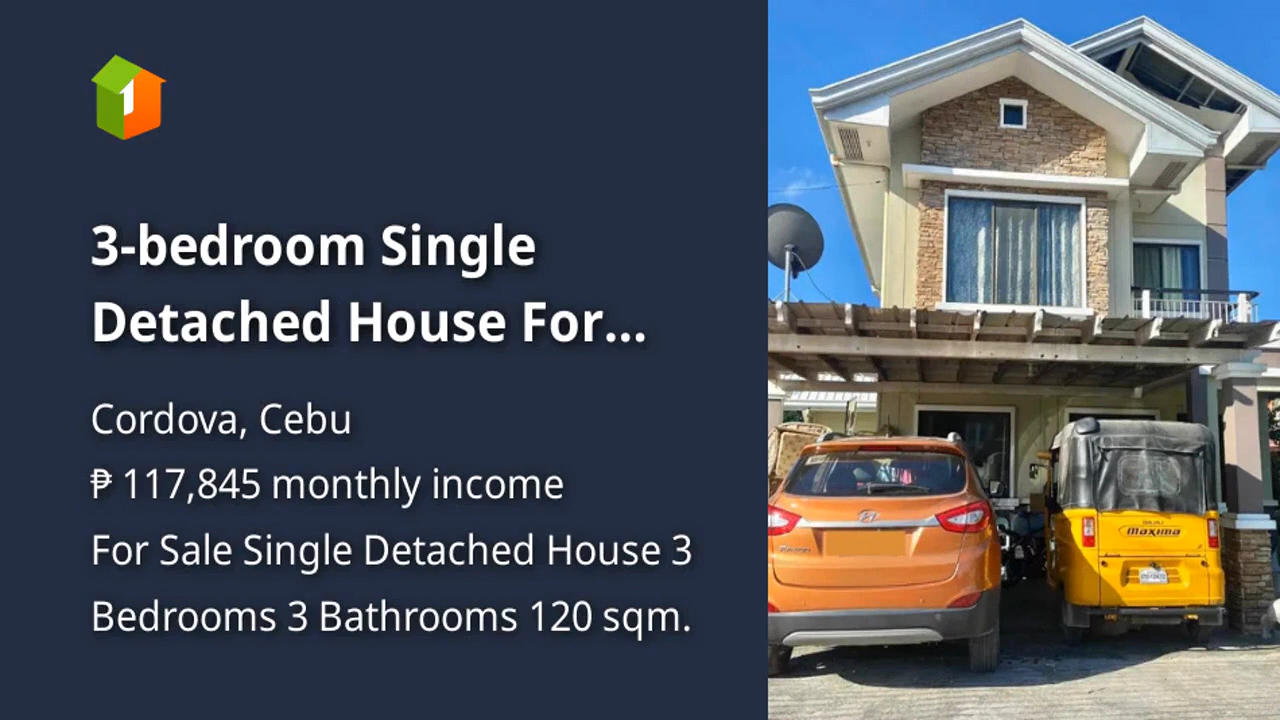 3-bedroom Single
Detached House For...
Cordova, Cebu
₱ 117,845 monthly income
For Sale Single Detached House 3
Bedrooms 3 Bathrooms 120 sqm.
BAJAJ
maxima